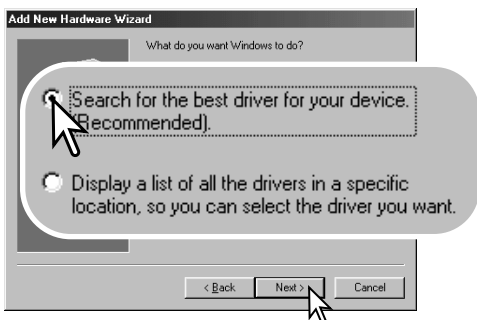 Add New Hardware Wizard
What do you want Windows to do?
Search for the best driver for your device.
(Recommended).
Display a list of all the drivers in a specific
location, so you can select the driver you want.
< Back
Next >
Cancel